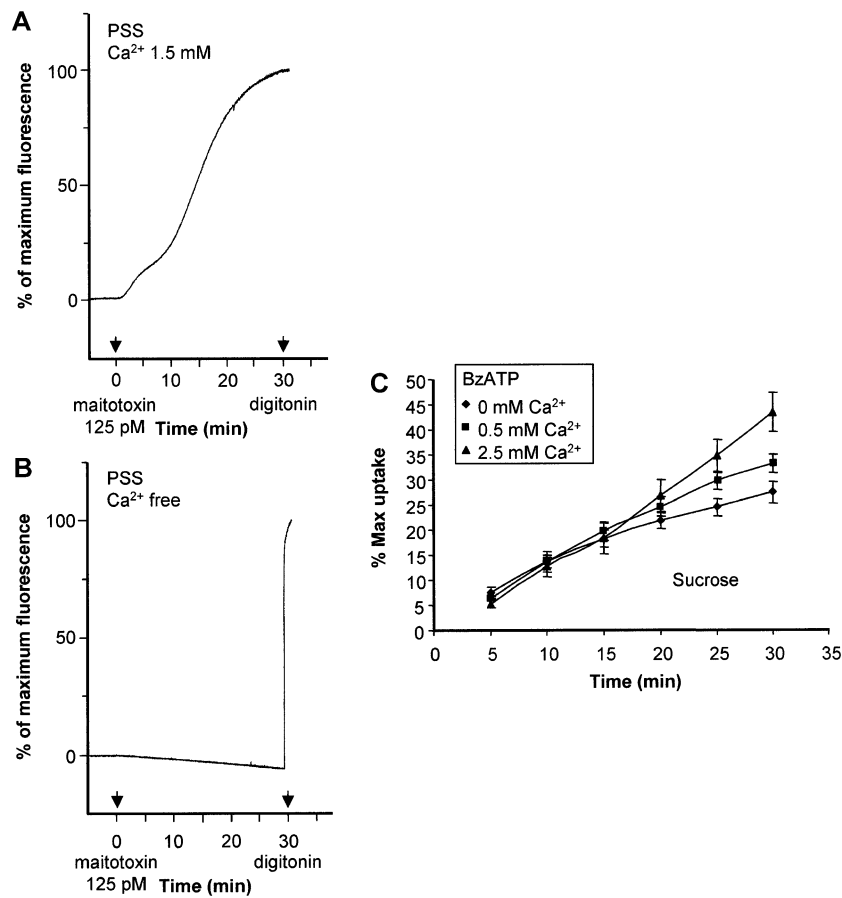 A
PSS
Ca²⁺ 1.5 mM
% of maximum fluorescence
100
50
0
0 10 20 30
maitotoxin digitonin
125 pM Time (min)
B
PSS
Ca²⁺ free
% of maximum fluorescence
100
50
0
0 10 20 30
maitotoxin digitonin
125 pM Time (min)
C
BzATP
0 mM Ca²⁺
0.5 mM Ca²⁺
2.5 mM Ca²⁺
% Max uptake
50
45
40
35
30
25
20
15
10
5
0
Sucrose
0 5 10 15 20 25 30 35
Time (min)